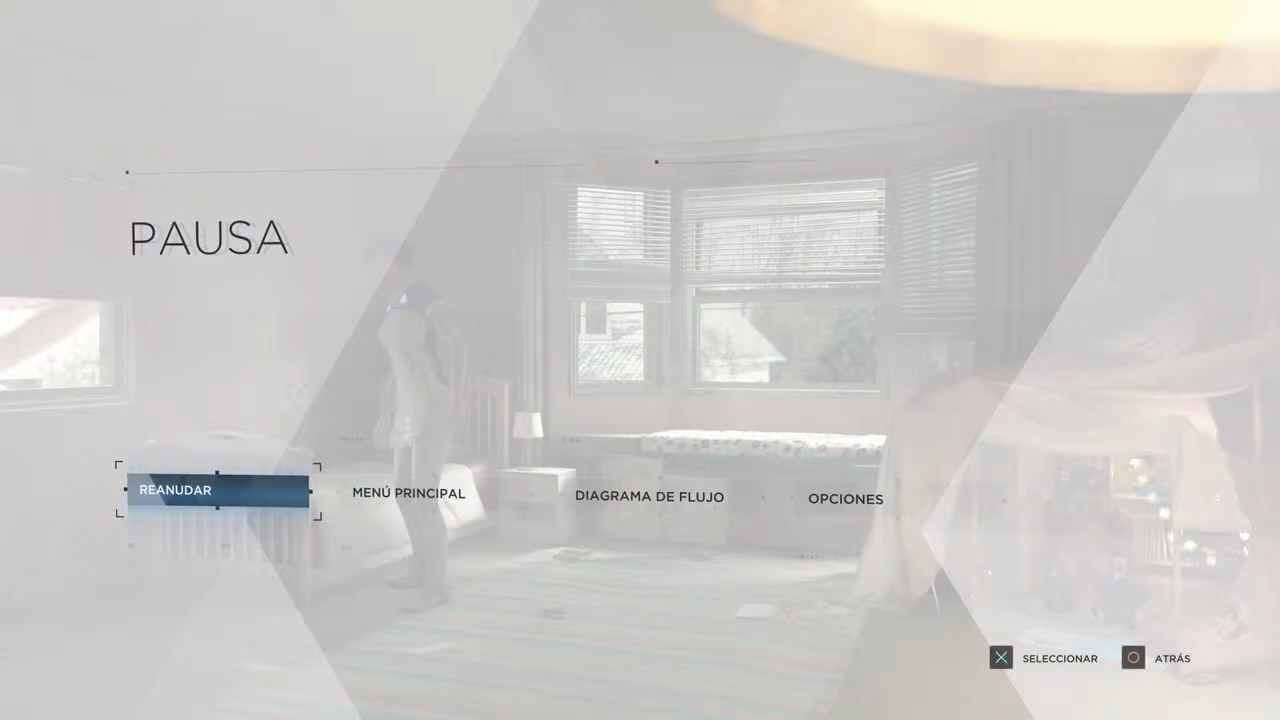 PAUSA
REANUDAR
MENÚ PRINCIPAL
DIAGRAMA DE FLUJO
OPCIONES
SELECCIONAR
ATRÁS